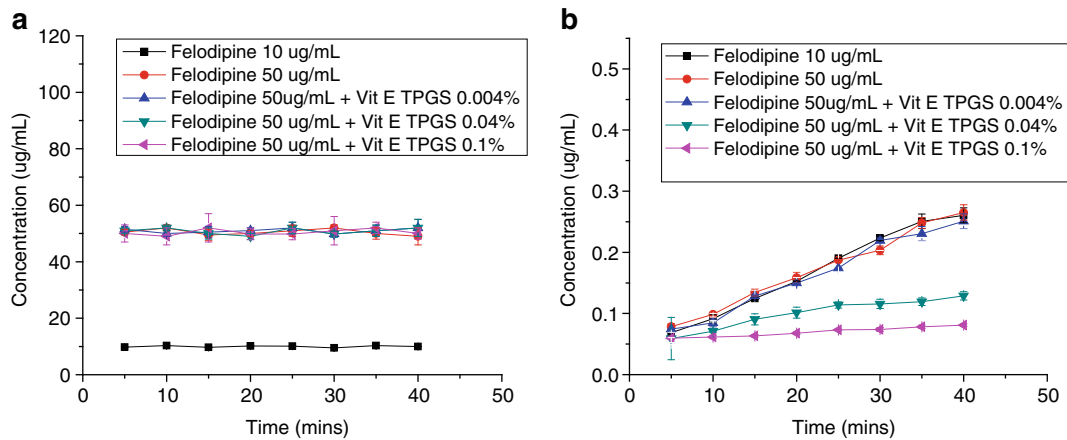 a
Concentration (ug/mL)
120
100
80
60
40
20
0
Felodipine 10 ug/mL
Felodipine 50 ug/mL
Felodipine 50ug/mL + Vit E TPGS 0.004%
Felodipine 50 ug/mL + Vit E TPGS 0.04%
Felodipine 50 ug/mL + Vit E TPGS 0.1%
0 10 20 30 40 50
Time (mins)
b
Concentration (ug/mL)
0.5
0.4
0.3
0.2
0.1
0.0
Felodipine 10 ug/mL
Felodipine 50 ug/mL
Felodipine 50ug/mL + Vit E TPGS 0.004%
Felodipine 50 ug/mL + Vit E TPGS 0.04%
Felodipine 50 ug/mL + Vit E TPGS 0.1%
0 10 20 30 40 50
Time (mins)